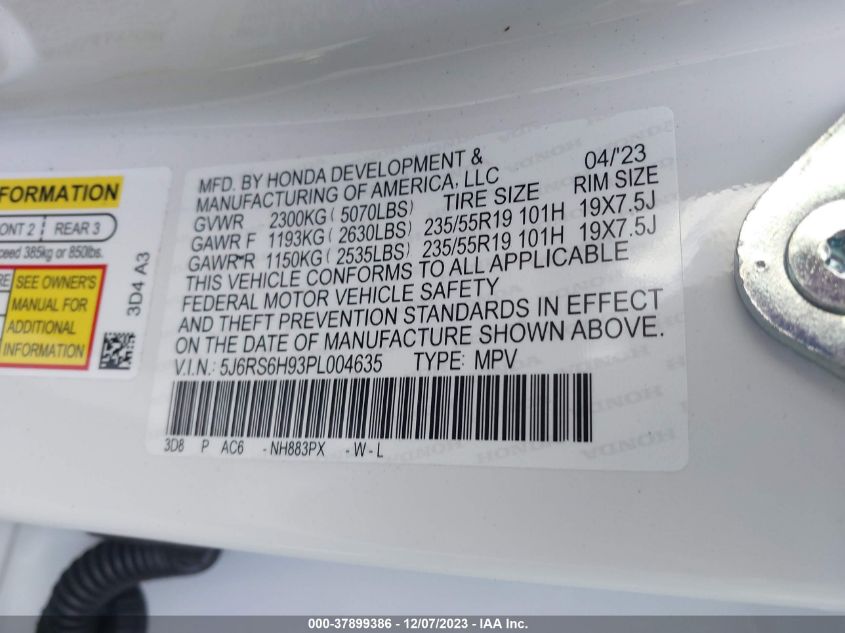 FORMATION
ONT 2 REAR 3
ceed 385kg or 850lbs.
RE SEE OWNER'S
MANUAL FOR
ADDITIONAL
INFORMATION
3D4 A3
MFD. BY HONDA DEVELOPMENT & 04/'23
MANUFACTURING OF AMERICA, LLC
GVWR 2300KG ( 5070LBS) TIRE SIZE RIM SIZE
GAWR F 1193KG ( 2630LBS) 235/55R19 101H 19X7.5J
GAWR R 1150KG ( 2535LBS) 235/55R19 101H 19X7.5J
THIS VEHICLE CONFORMS TO ALL APPLICABLE
FEDERAL MOTOR VEHICLE SAFETY
AND THEFT PREVENTION STANDARDS IN EFFECT
ON THE DATE OF MANUFACTURE SHOWN ABOVE.
V.I.N.: 5J6RS6H93PL004635 TYPE: MPV
3D8 P AC6 -NH883PX -W-L
000-37899386 - 12/07/2023 - IAA Inc.